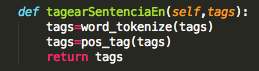 def tagearSentenciaEn(self,tags):
    tags=word_tokenize(tags)
    tags=pos_tag(tags)
    return tags